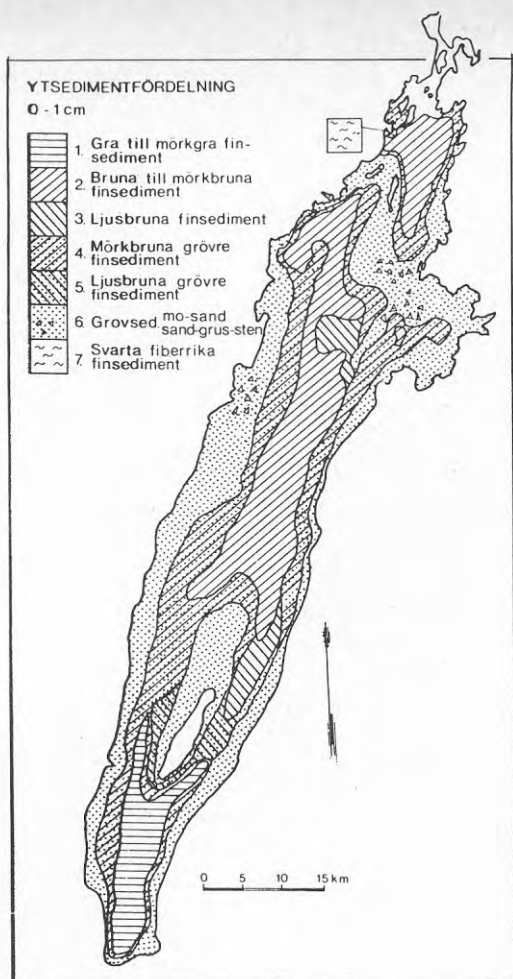 YTSEDIMENTFÖRDELNING
0 - 1 cm
1. Gra till mörkgra fin-
sediment
2. Bruna till mörkbruna
finsediment
3. Ljusbruna finsediment
4. Mörkbruna grövre
finsediment
5. Ljusbruna grövre
finsediment
6. Grovsed mo-sand
sand-grus-sten
7. Svarta fiberrika
finsediment
0 5 10 15 km